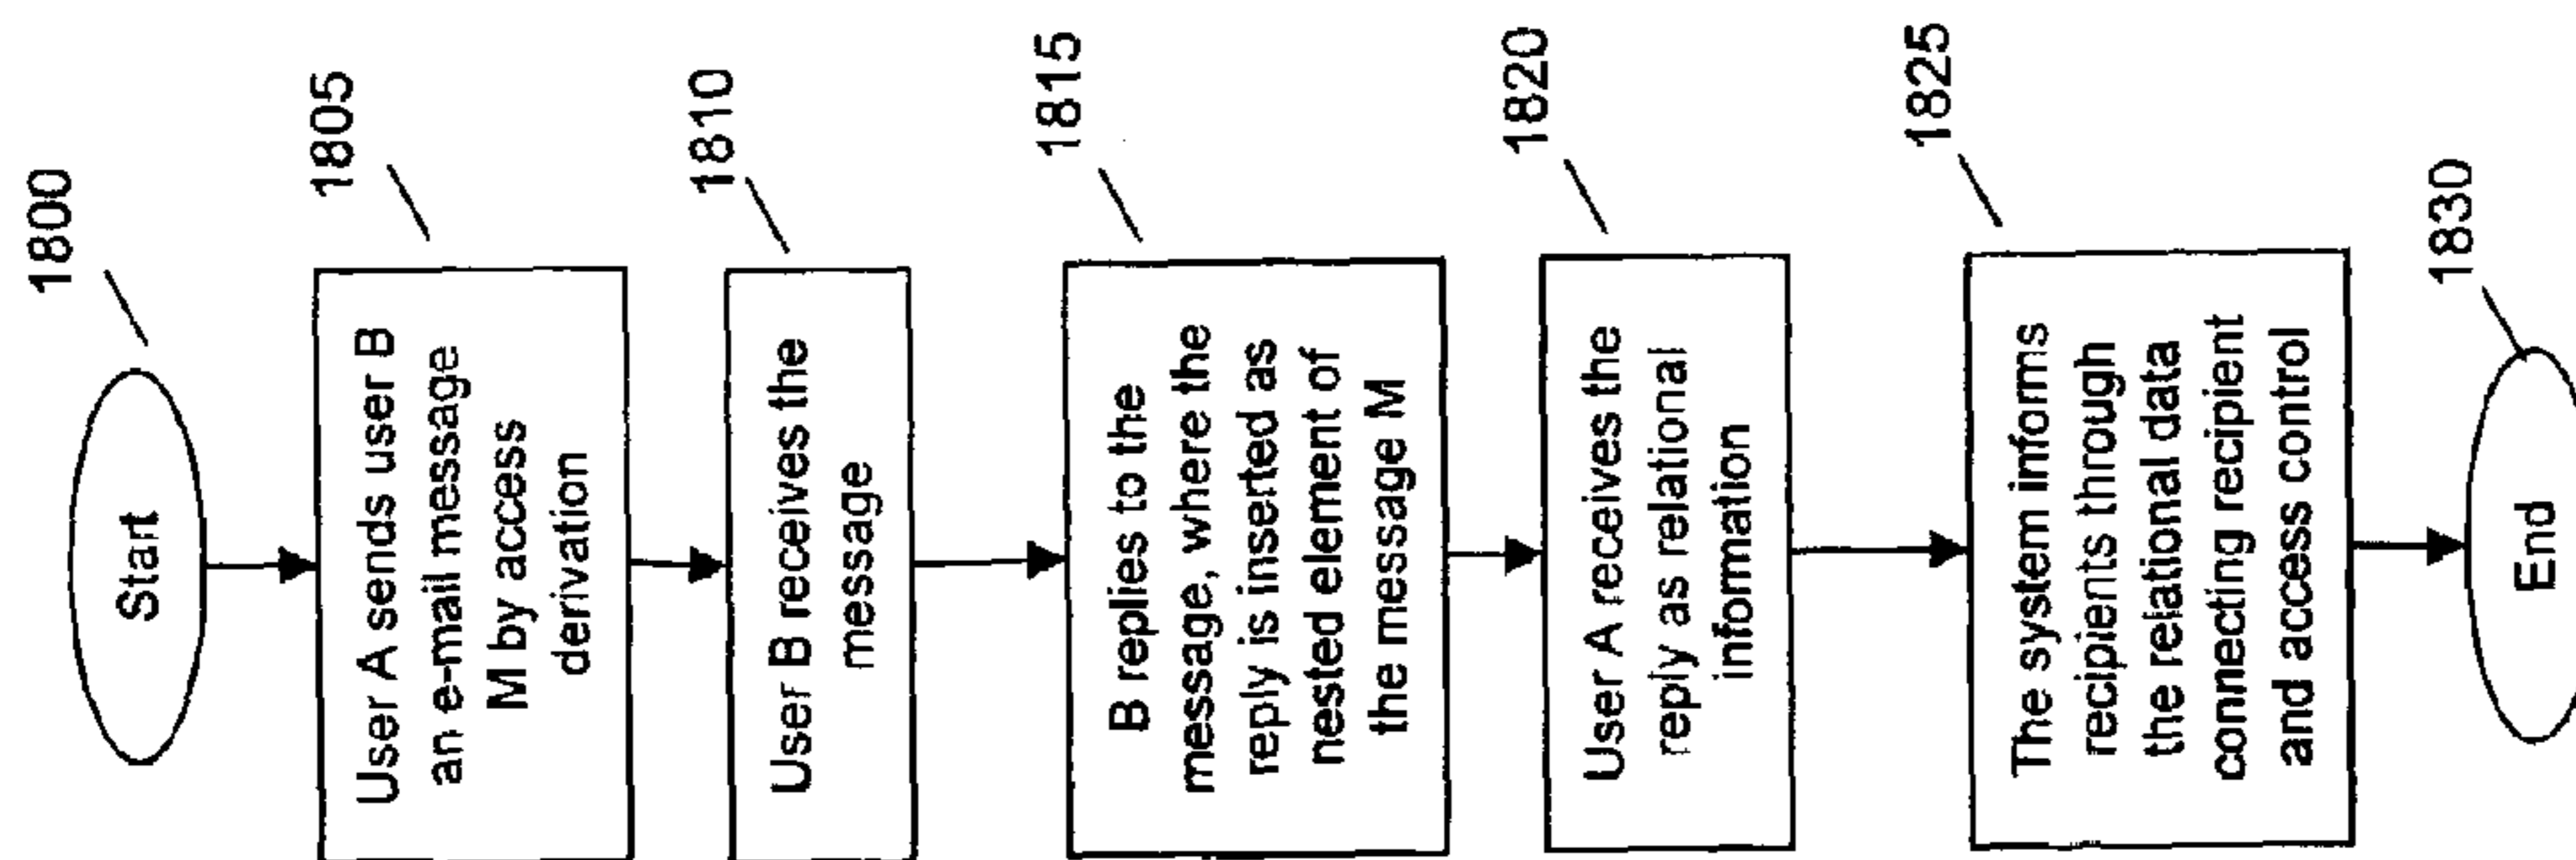 1800
Start
1805
User A sends user B
an e-mail message
M by access
derivation
1810
User B receives the
message
1815
B replies to the
message, where the
reply is inserted as
nested element of
the message M
1820
User A receives the
reply as relational
information
1825
The system informs
recipients through
the relational data
connecting recipient
and access control
1830
End